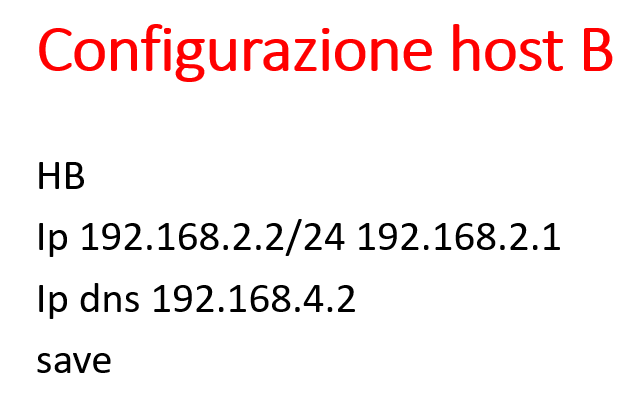 Configurazione host B
HB
Ip 192.168.2.2/24 192.168.2.1
Ip dns 192.168.4.2
save